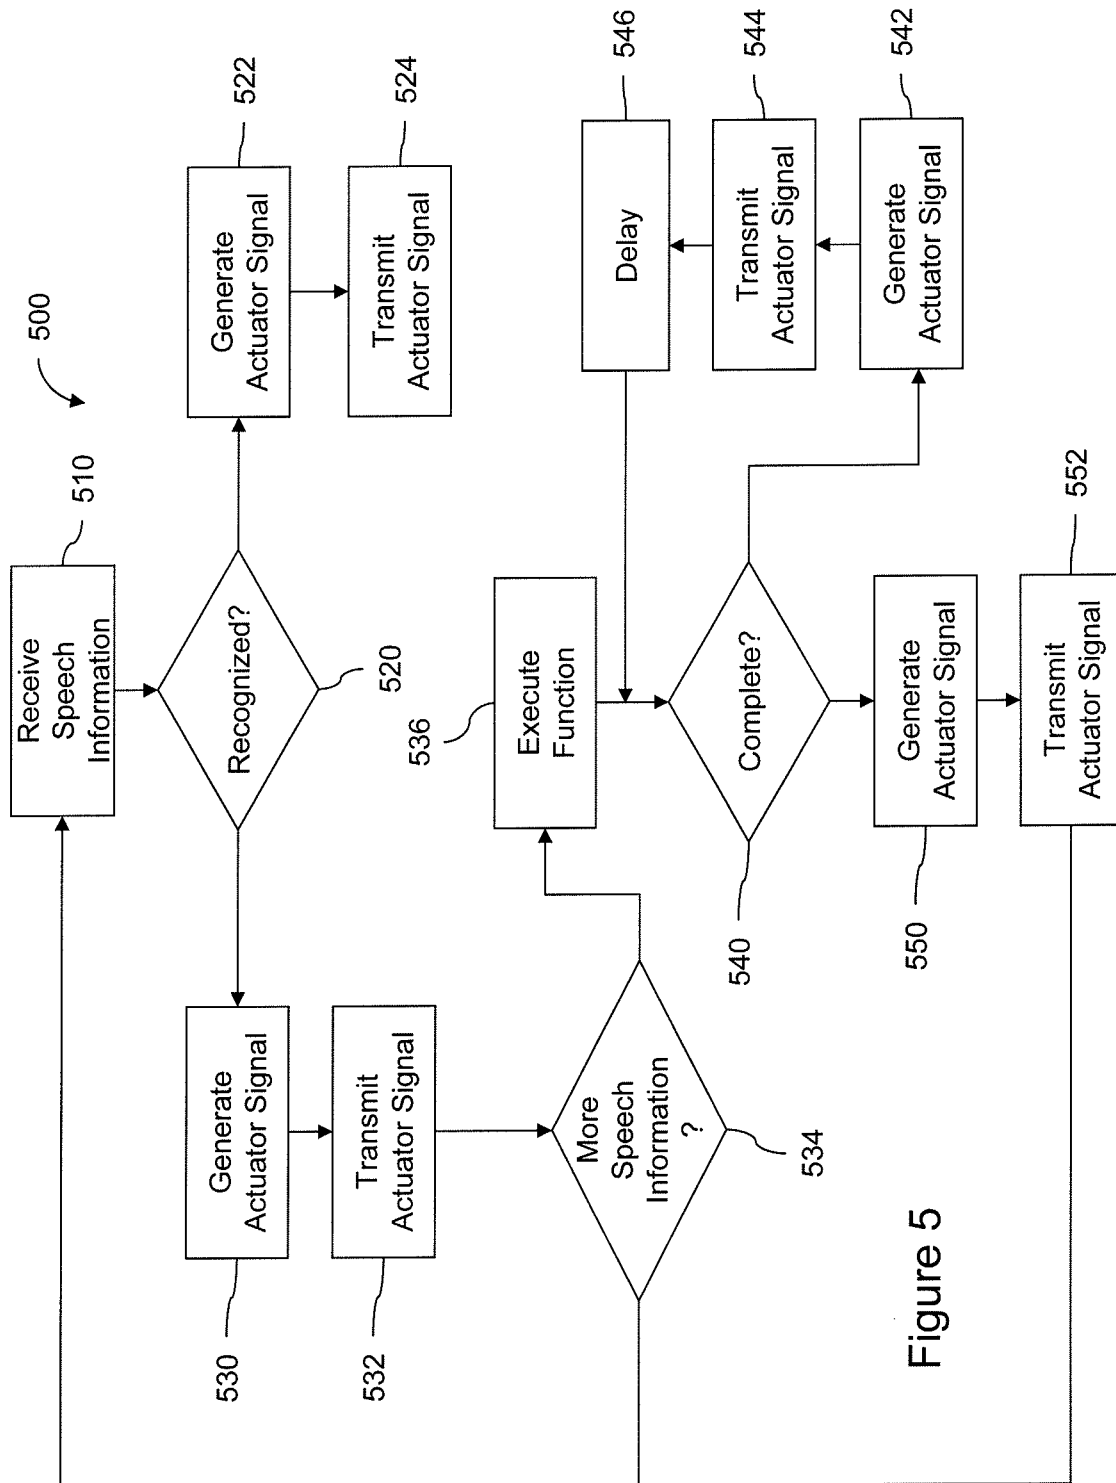 500
Receive
Speech
Information
510
Recognized?
520
Generate
Actuator Signal
522
Transmit
Actuator Signal
524
Generate
Actuator Signal
530
Transmit
Actuator Signal
532
More
Speech
Information
?
534
Execute
Function
536
Complete?
540
Generate
Actuator Signal
542
Transmit
Actuator Signal
544
Delay
546
Generate
Actuator Signal
550
Transmit
Actuator Signal
552
Figure 5